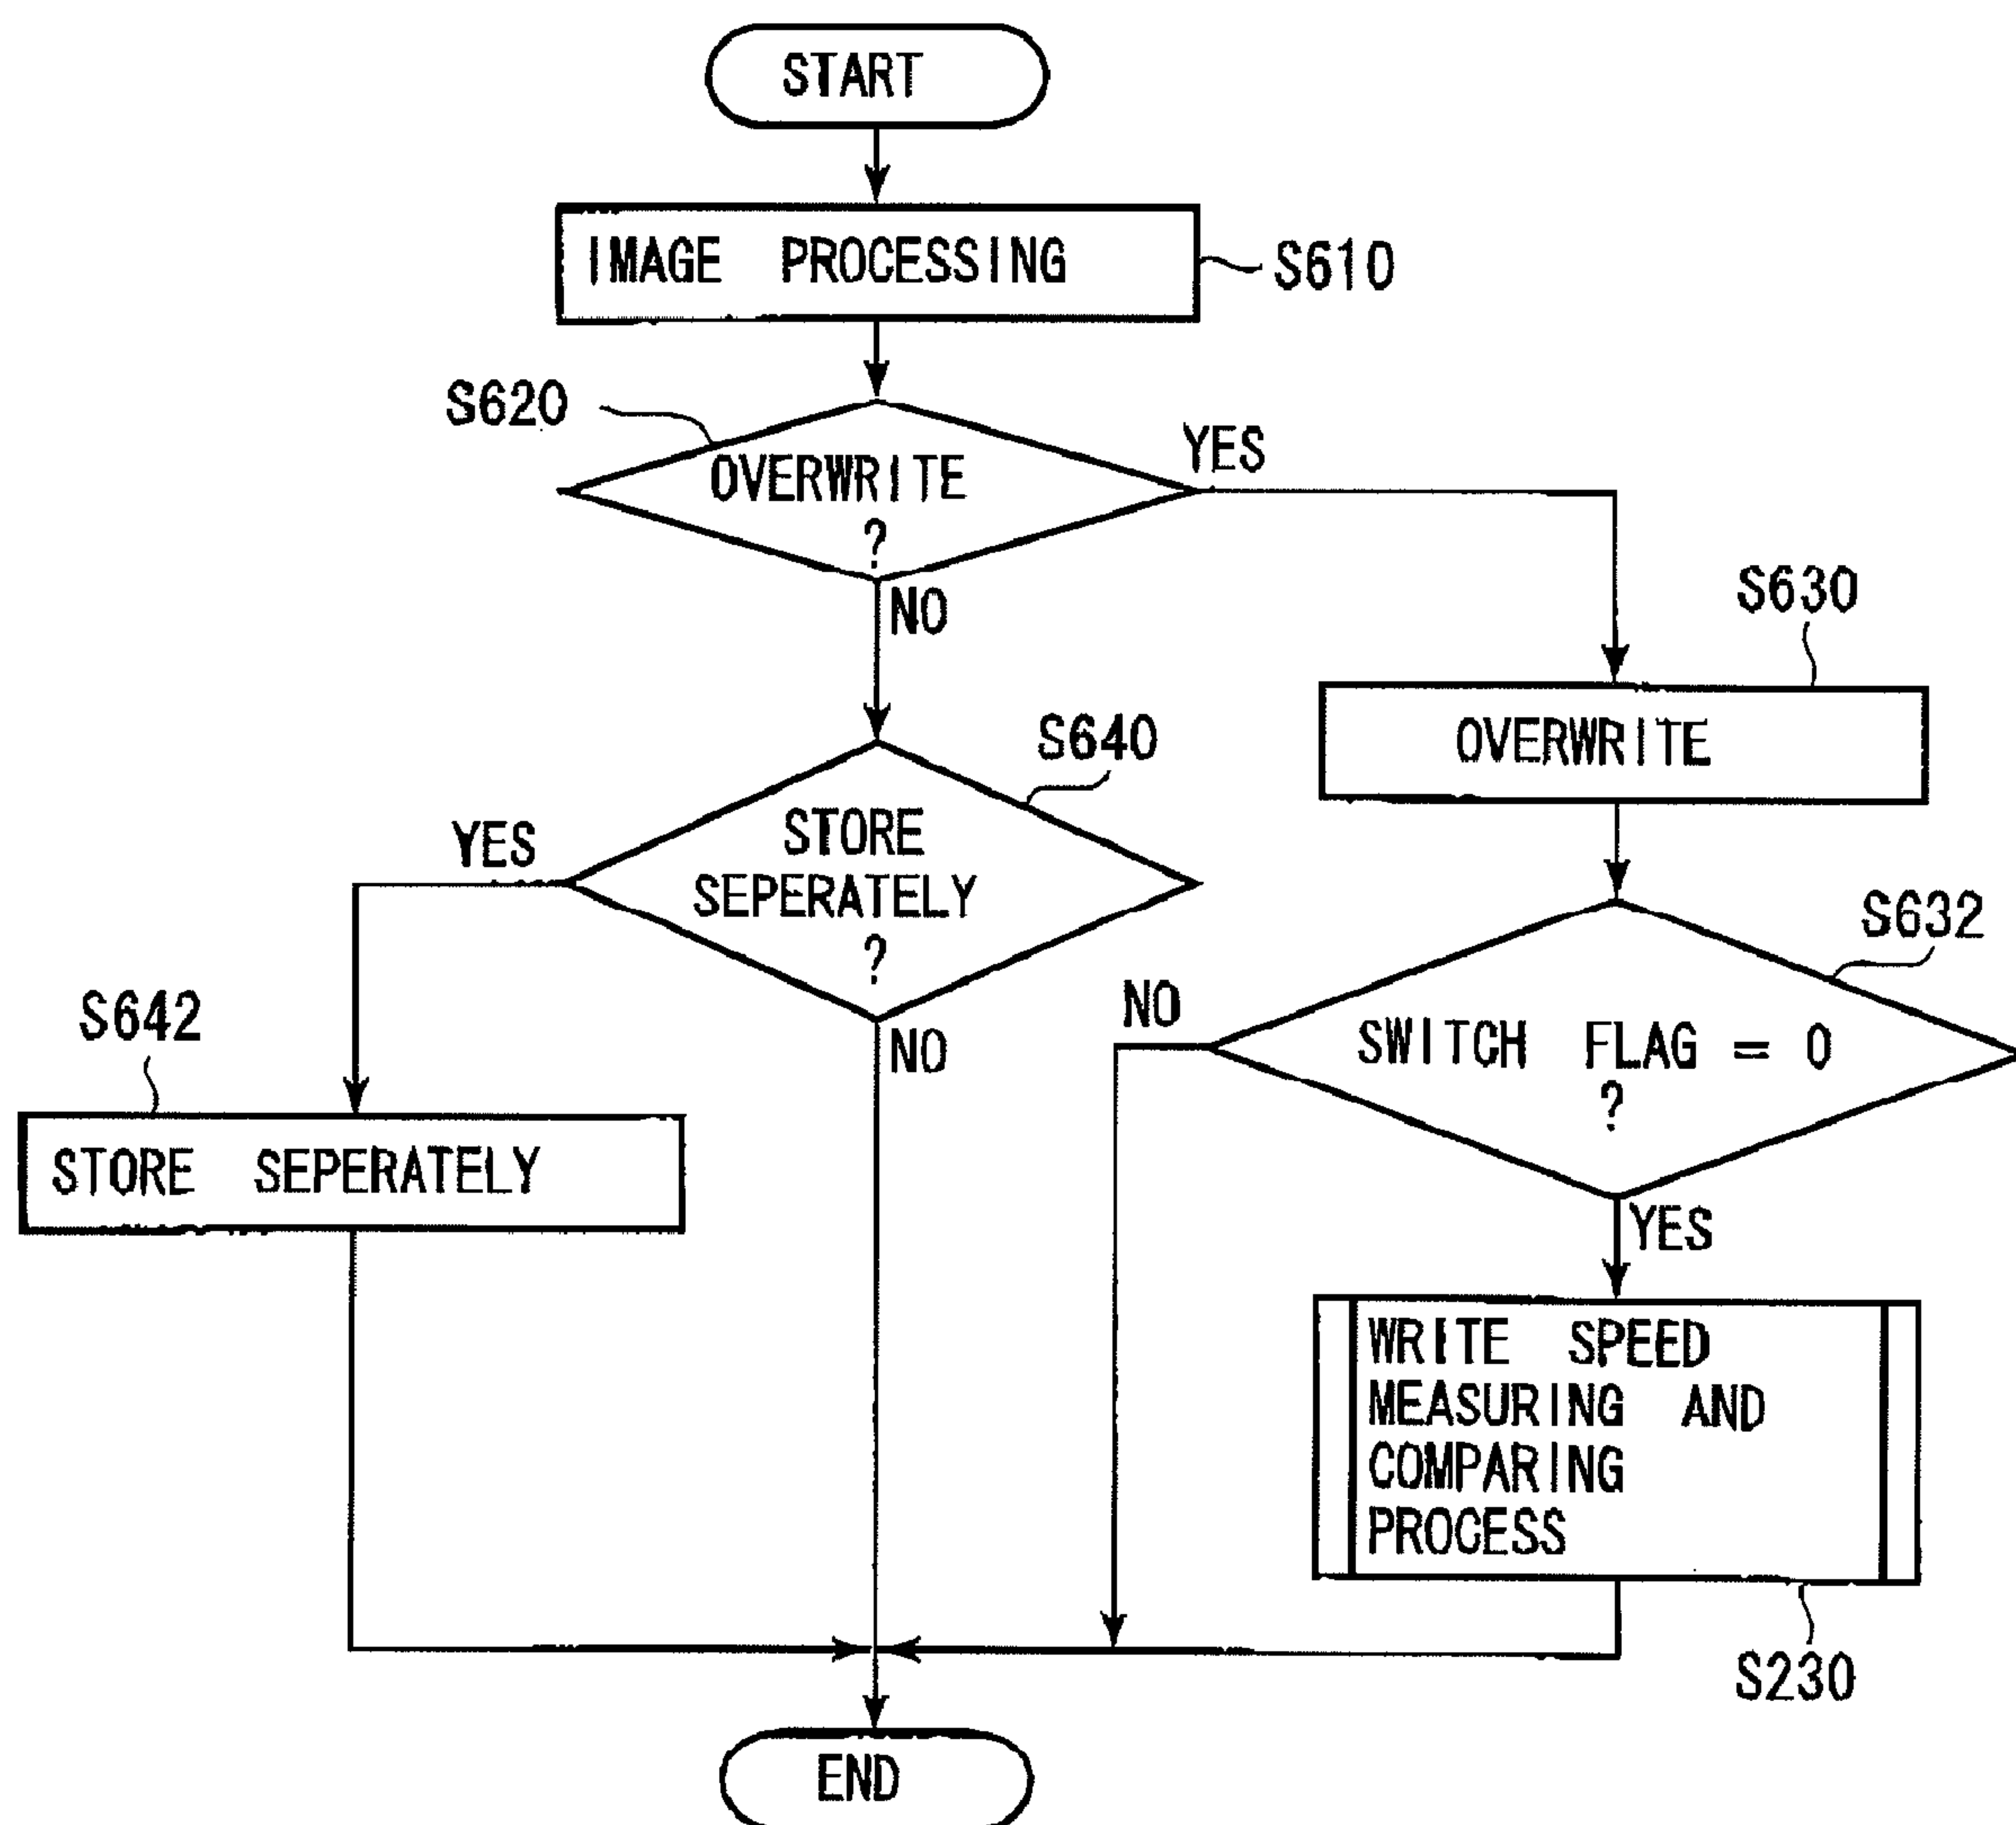 START
IMAGE PROCESSING
S610
S620
OVERWRITE
?
YES
NO
S630
OVERWRITE
S640
STORE
SEPERATELY
?
YES
NO
S632
SWITCH FLAG = 0
?
NO
YES
S642
STORE SEPERATELY
WRITE SPEED
MEASURING AND
COMPARING
PROCESS
S230
END